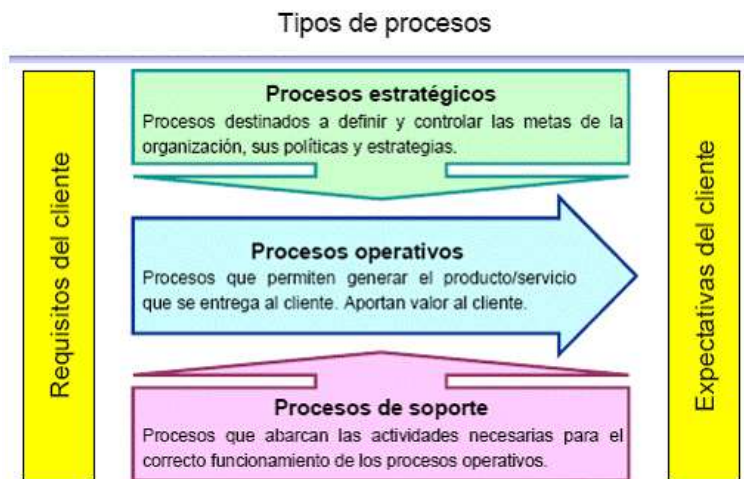 Tipos de procesos
Requisitos del cliente
Procesos estratégicos
Procesos destinados a definir y controlar las metas de la
organización, sus políticas y estrategias.
Procesos operativos
Procesos que permiten generar el producto/servicio
que se entrega al cliente. Aportan valor al cliente.
Procesos de soporte
Procesos que abarcan las actividades necesarias para el
correcto funcionamiento de los procesos operativos.
Expectativas del cliente